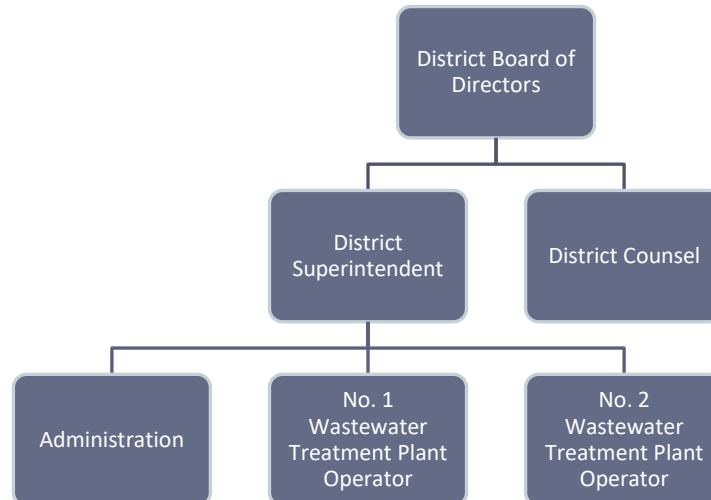 District Board of
Directors
District
Superintendent
District Counsel
Administration
No. 1
Wastewater
Treatment Plant
Operator
No. 2
Wastewater
Treatment Plant
Operator